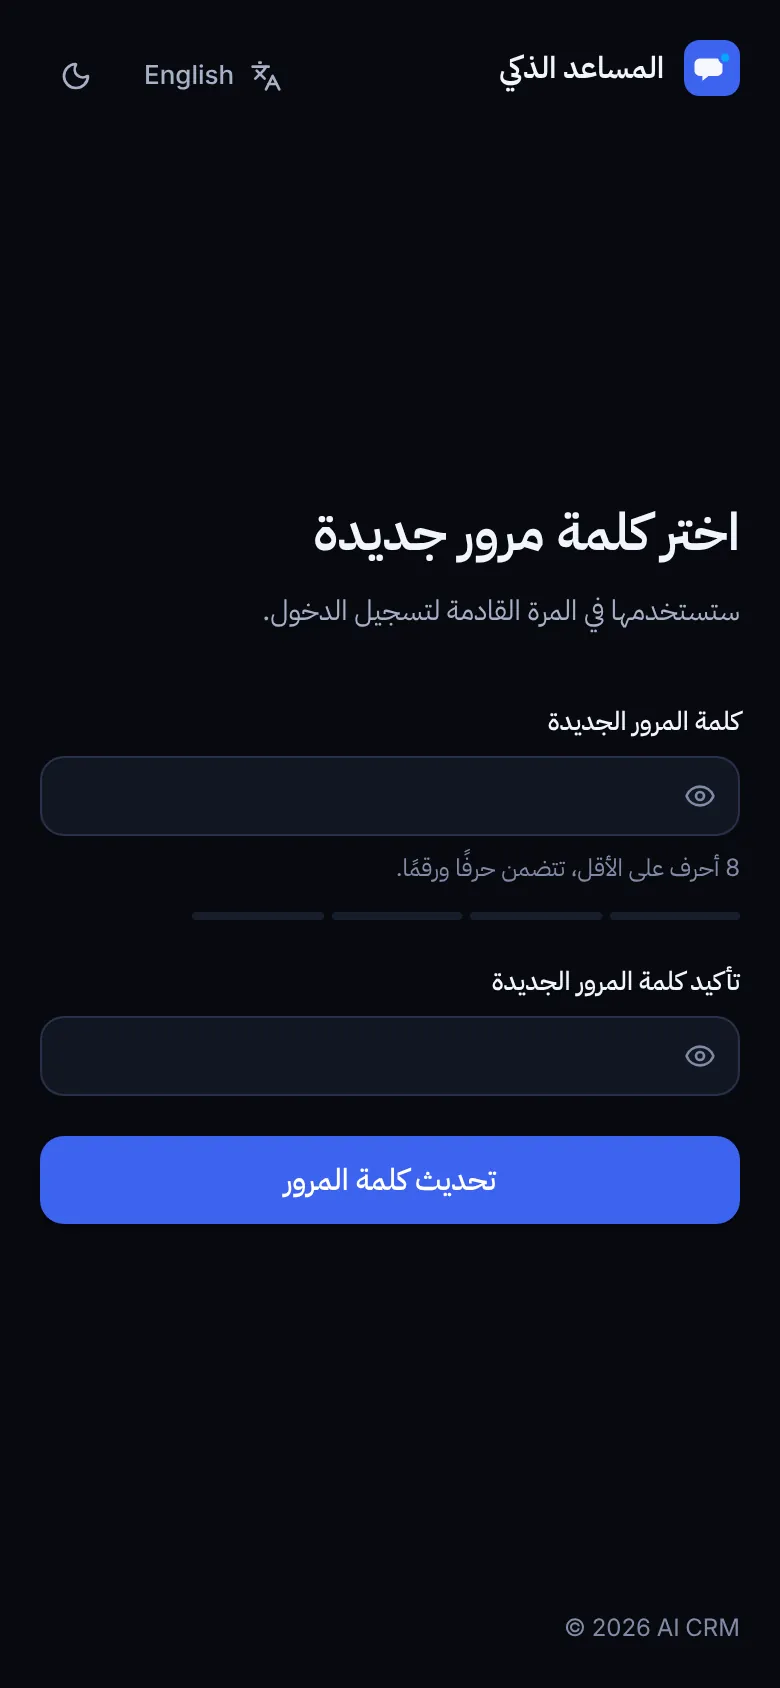 المساعد الذكي
English
اختر كلمة مرور جديدة
ستستخدمها في المرة القادمة لتسجيل الدخول.
كلمة المرور الجديدة
8 أحرف على الأقل، تتضمن حرفًا ورقمًا.
تأكيد كلمة المرور الجديدة
تحديث كلمة المرور
© 2026 AI CRM